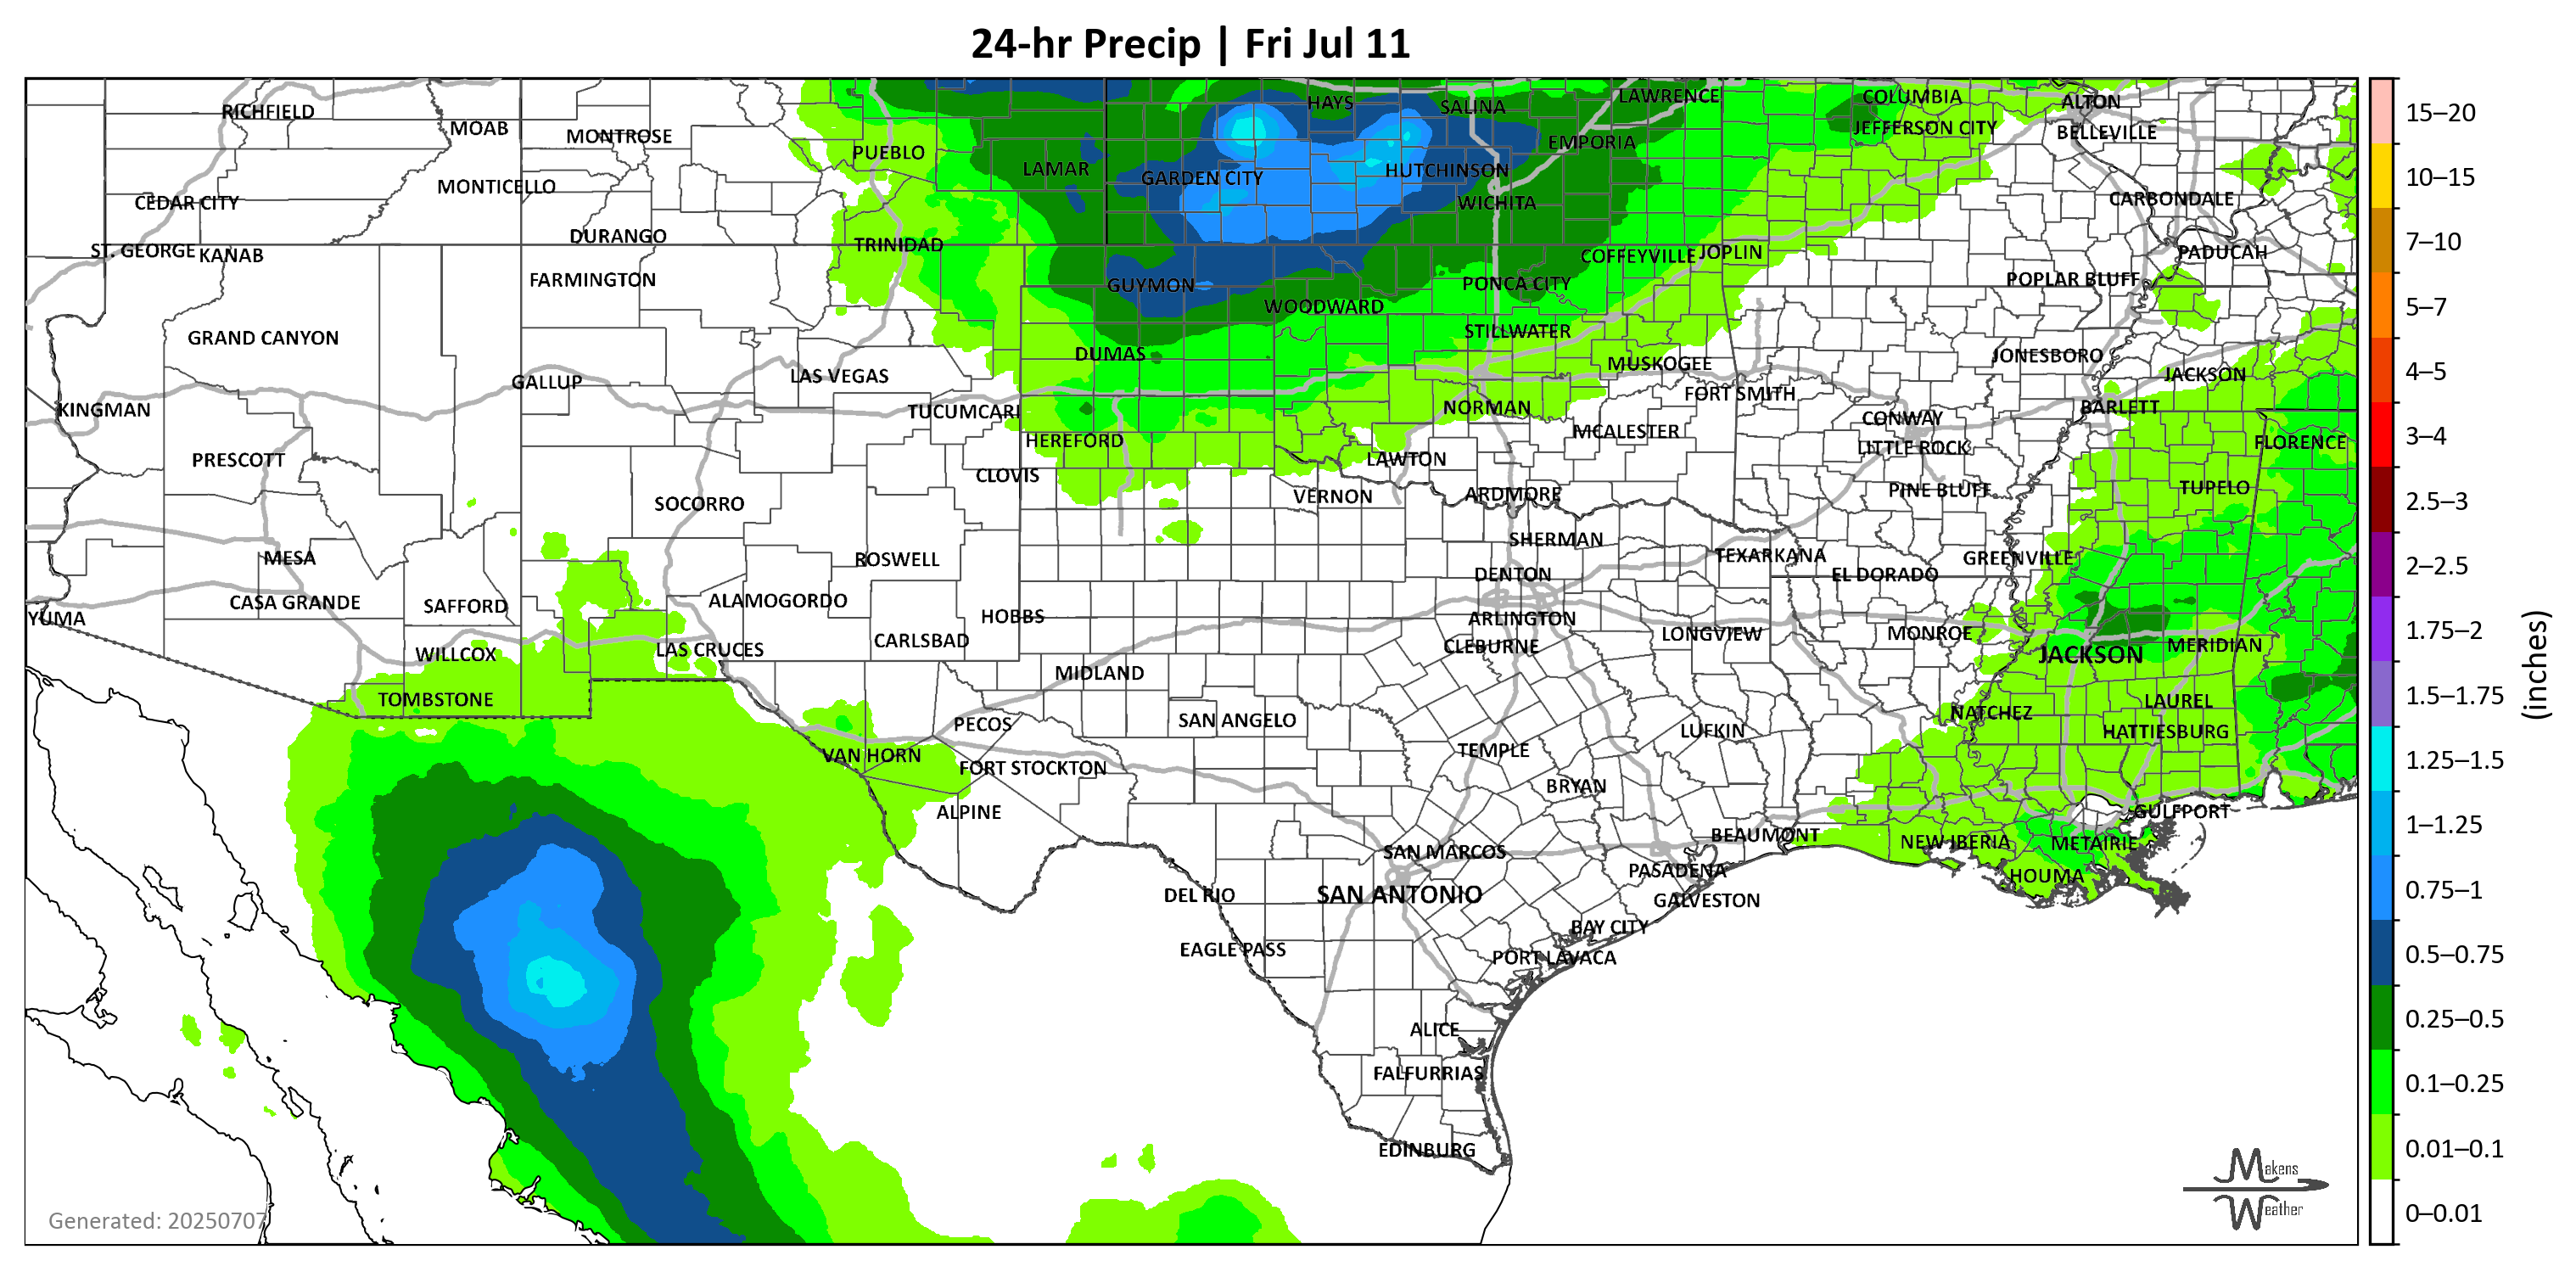 24-hr Precip | Fri Jul 11
RICHFIELD
MOAB
MONTROSE
PUEBLO
LAMAR
HAYS
SALINA
LAWRENCE
COLUMBIA
ALTON
JEFFERSON CITY
BELLEVILLE
EMPORIA
GARDEN CITY
HUTCHINSON
MONTICELLO
CEDAR CITY
WICHITA
CARBONDALE
DURANGO
TRINIDAD
ST. GEORGE
KANAB
COFFEYVILLE
JOPLIN
PADUCAH
FARMINGTON
GUYMON
PONCA CITY
POPLAR BLUFF
WOODWARD
GRAND CANYON
STILLWATER
DUMAS
JONESBORO
MUSKOGEE
GALLUP
LAS VEGAS
JACKSON
FORT SMITH
KINGMAN
TUCUMCARI
NORMAN
BARLETT
CONWAY
HEREFORD
MCALESTER
FLORENCE
LITTLE ROCK
PRESCOTT
CLOVIS
LAWTON
SOCORRO
VERNON
ARDMORE
PINE BLUFF
TUPELO
MESA
ROSWELL
SHERMAN
TEXARKANA
GREENVILLE
DENTON
EL DORADO
CASA GRANDE
SAFFORD
ALAMOGORDO
HOBBS
YUMA
ARLINGTON
CARLSBAD
CLEBURNE
LONGVIEW
MONROE
WILLCOX
LAS CRUCES
JACKSON
MERIDIAN
TOMBSTONE
MIDLAND
LAUREL
NATCHEZ
PECOS
SAN ANGELO
HATTIESBURG
LUFKIN
VAN HORN
FORT STOCKTON
TEMPLE
BRYAN
ALPINE
GULFPORT
BEAUMONT
NEW IBERIA
METAIRIE
SAN MARCOS
PASADENA
HOUMA
DEL RIO
SAN ANTONIO
GALVESTON
BAY CITY
EAGLE PASS
PORT LAVACA
ALICE
FALFURRIAS
EDINBURG
Generated: 20250707
Makens
Weather
15–20
10–15
7–10
5–7
4–5
3–4
2.5–3
2–2.5
1.75–2
1.5–1.75
1.25–1.5
1–1.25
0.75–1
0.5–0.75
0.25–0.5
0.1–0.25
0.01–0.1
0–0.01
(inches)